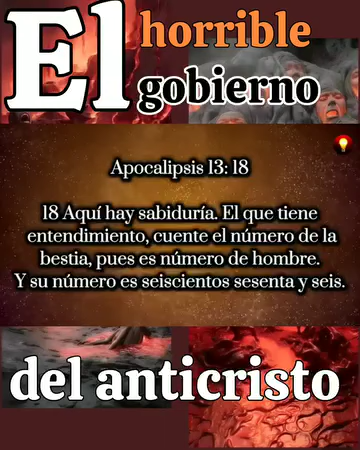 El horrible
gobierno
Apocalipsis 13: 18
18 Aquí hay sabiduría. El que tiene
entendimiento, cuente el número de la
bestia, pues es número de hombre.
Y su número es seiscientos sesenta y seis.
del anticristo